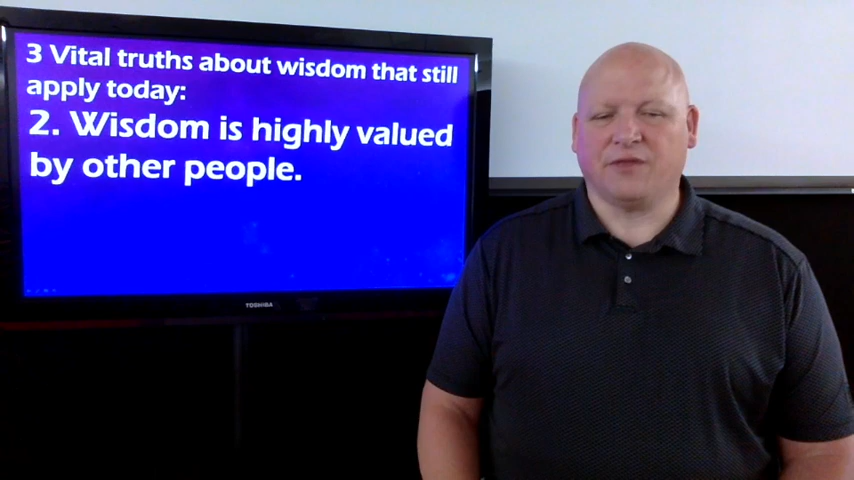 3 Vital truths about wisdom that still
apply today:
2. Wisdom is highly valued
by other people.
TOSHIBA